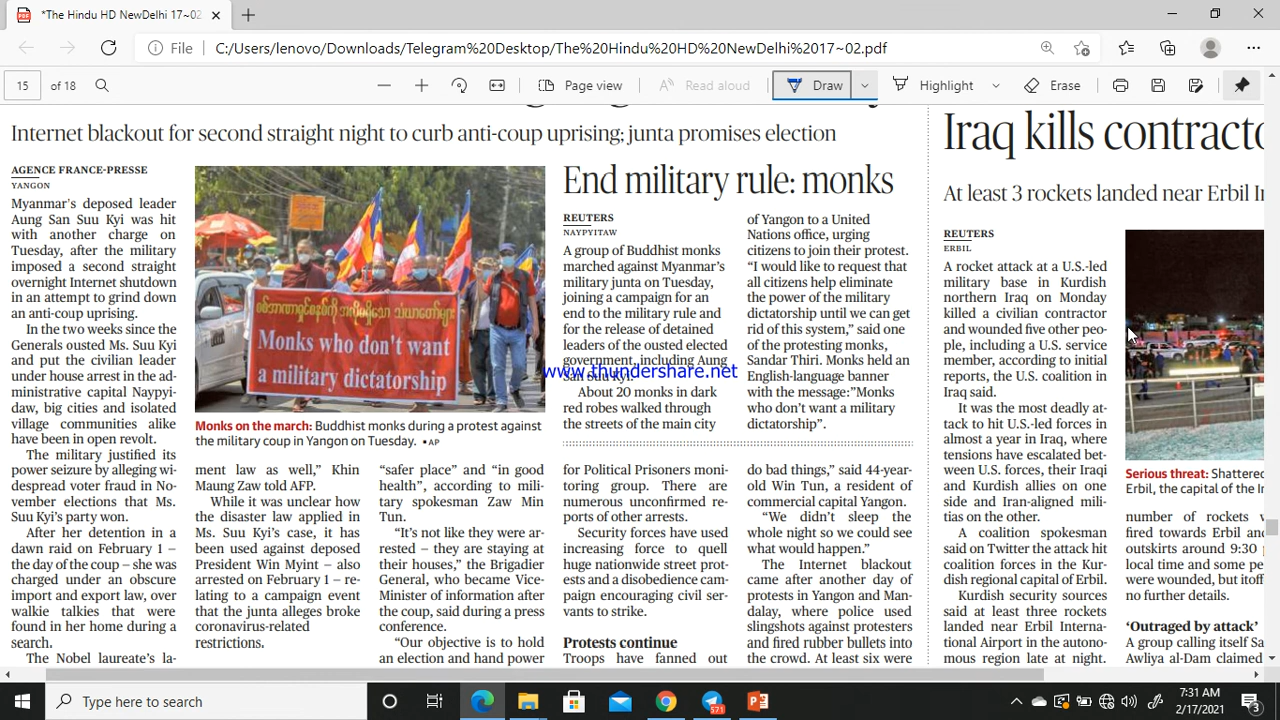 *The Hindu HD NewDelhi 17~02
File
C:/Users/lenovo/Downloads/Telegram%20Desktop/The%20Hindu%20HD%20NewDelhi%2017~02.pdf
15 of 18
Page view
Read aloud
Draw
Highlight
Erase
Internet blackout for second straight night to curb anti-coup uprising; junta promises election
AGENCE FRANCE-PRESSE
YANGON
Myanmar's deposed leader
Aung San Suu Kyi was hit
with another charge on
Tuesday, after the military
imposed a second straight
overnight Internet shutdown
in an attempt to grind down
an anti-coup uprising.
In the two weeks since the
Generals ousted Ms. Suu Kyi
and put the civilian leader
under house arrest in the ad-
ministrative capital Naypyi-
daw, big cities and isolated
village communities alike
have been in open revolt.
The military justified its
power seizure by alleging wi-
despread voter fraud in No-
vember elections that Ms.
Suu Kyi's party won.
After her detention in a
dawn raid on February 1 –
the day of the coup – she was
charged under an obscure
import and export law, over
walkie talkies that were
found in her home during a
search.
The Nobel laureate's la-
Monks who don't want
a military dictatorship
Monks on the march: Buddhist monks during a protest against
the military coup in Yangon on Tuesday. ▪AP
ment law as well," Khin
Maung Zaw told AFP.
While it was unclear how
the disaster law applied in
Ms. Suu Kyi's case, it has
been used against deposed
President Win Myint – also
arrested on February 1 – re-
lating to a campaign event
that the junta alleges broke
coronavirus-related
restrictions.
"safer place" and "in good
health", according to mili-
tary spokesman Zaw Min
Tun.
"It's not like they were ar-
rested – they are staying at
their houses," the Brigadier
General, who became Vice-
Minister of information after
the coup, said during a press
conference.
"Our objective is to hold
an election and hand power
End military rule: monks
REUTERS
NAYPYITAW
A group of Buddhist monks
marched against Myanmar's
military junta on Tuesday,
joining a campaign for an
end to the military rule and
for the release of detained
leaders of the ousted elected
government, including Aung
San Suu Kyi.
www.thundershare.net
About 20 monks in dark
red robes walked through
the streets of the main city
of Yangon to a United
Nations office, urging
citizens to join their protest.
"I would like to request that
all citizens help eliminate
the power of the military
dictatorship until we can get
rid of this system," said one
of the protesting monks,
Sandar Thiri. Monks held an
English-language banner
with the message:"Monks
who don't want a military
dictatorship".
for Political Prisoners moni-
toring group. There are
numerous unconfirmed re-
ports of other arrests.
Security forces have used
increasing force to quell
huge nationwide street prot-
ests and a disobedience cam-
paign encouraging civil ser-
vants to strike.
Protests continue
Troops have fanned out
do bad things," said 44-year-
old Win Tun, a resident of
commercial capital Yangon.
"We didn't sleep the
whole night so we could see
what would happen."
The Internet blackout
came after another day of
protests in Yangon and Man-
dalay, where police used
slingshots against protesters
and fired rubber bullets into
the crowd. At least six were
Iraq kills contracto
At least 3 rockets landed near Erbil I
REUTERS
ERBIL
A rocket attack at a U.S.-led
military base in Kurdish
northern Iraq on Monday
killed a civilian contractor
and wounded five other peo-
ple, including a U.S. service
member, according to initial
reports, the U.S. coalition in
Iraq said.
It was the most deadly at-
tack to hit U.S.-led forces in
almost a year in Iraq, where
tensions have escalated bet-
ween U.S. forces, their Iraqi
and Kurdish allies on one
side and Iran-aligned mili-
tias on the other.
A coalition spokesman
said on Twitter the attack hit
coalition forces in the Kur-
dish regional capital of Erbil.
Kurdish security sources
said at least three rockets
landed near Erbil Interna-
tional Airport in the autono-
mous region late at night.
Serious threat: Shattered
Erbil, the capital of the
number of rockets
fired towards Erbil and
outskirts around 9:30
local time and some pe
were wounded, but itoff
no further details.
'Outraged by attack'
A group calling itself Sa
Awliya al-Dam claimed
Type here to search
571
7:31 AM
2/17/2021
3